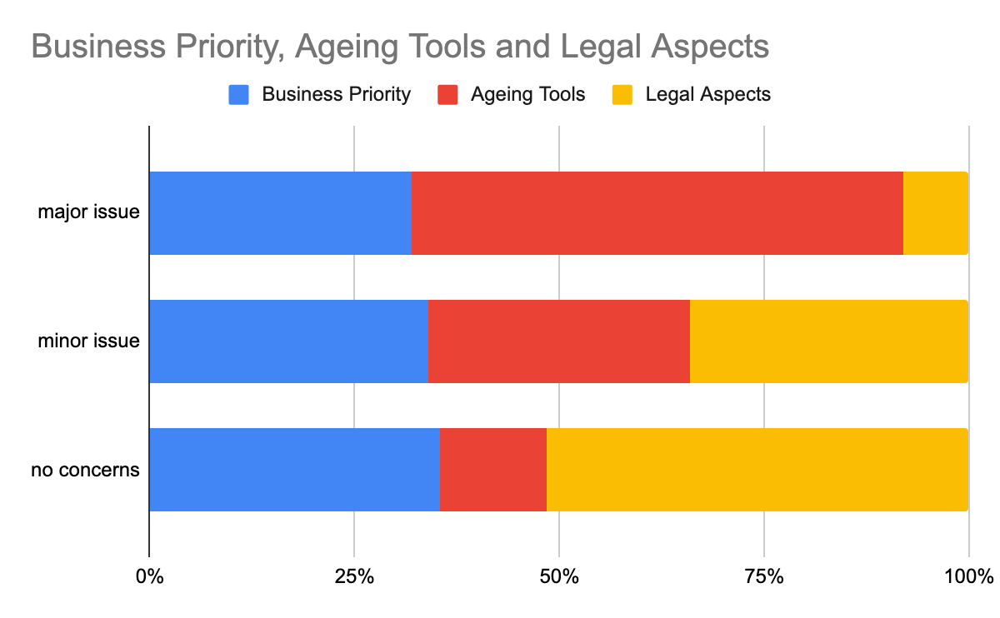 Business Priority, Ageing Tools and Legal Aspects
Business Priority Ageing Tools Legal Aspects
major issue
minor issue
no concerns
0% 25% 50% 75% 100%